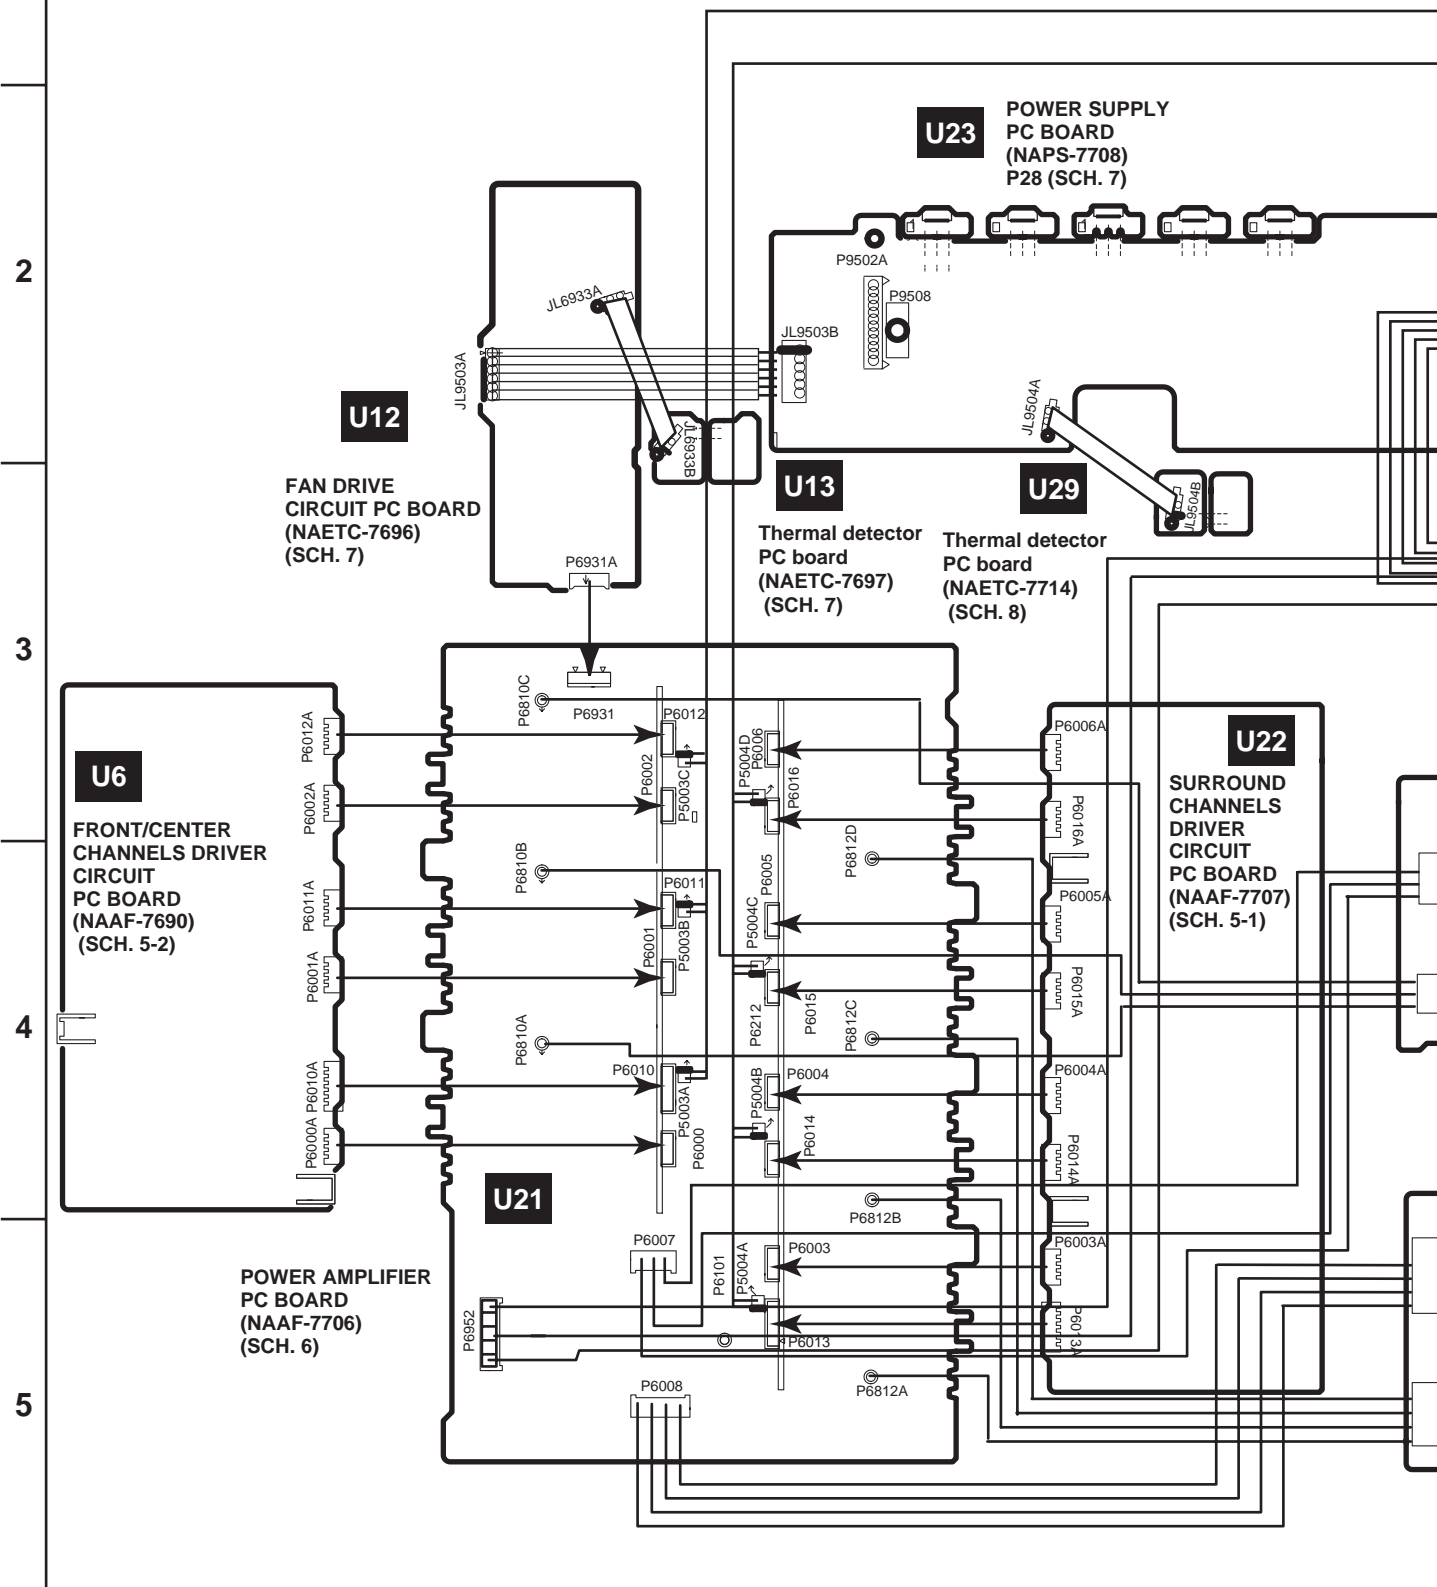 U23
POWER SUPPLY
PC BOARD
(NAPS-7708)
P28 (SCH. 7)
2
P9502A
P9508
JL6933A
JL9503B
JL9503A
JL9504A
U12
JL6933B
U13
U29
JL9504B
FAN DRIVE
CIRCUIT PC BOARD
(NAETC-7696)
(SCH. 7)
Thermal detector
PC board
(NAETC-7697)
(SCH. 7)
Thermal detector
PC board
(NAETC-7714)
(SCH. 8)
P6931A
3
P6810C
P6931
P6012
P6012A
P6002
P5003C
P5004D
P6006
P6016
P6006A
U22
U6
P6002A
P6016A
SURROUND
CHANNELS
DRIVER
CIRCUIT
PC BOARD
(NAAF-7707)
(SCH. 5-1)
FRONT/CENTER
CHANNELS DRIVER
CIRCUIT
PC BOARD
(NAAF-7690)
(SCH. 5-2)
P6810B
P6812D
P6005
P6011A
P6011
P6005A
P6001
P5003B
P5004C
P6001A
P6015A
4
P6810A
P6212
P6015
P6812C
P6010A
P6010
P5003A
P5004B
P6004
P6004A
P6000A
P6000
P6014
P6014A
U21
P6812B
P6007
P6101
P5004A
P6003
P6003A
POWER AMPLIFIER
PC BOARD
(NAAF-7706)
(SCH. 6)
P6952
P6013
P6013A
5
P6008
P6812A